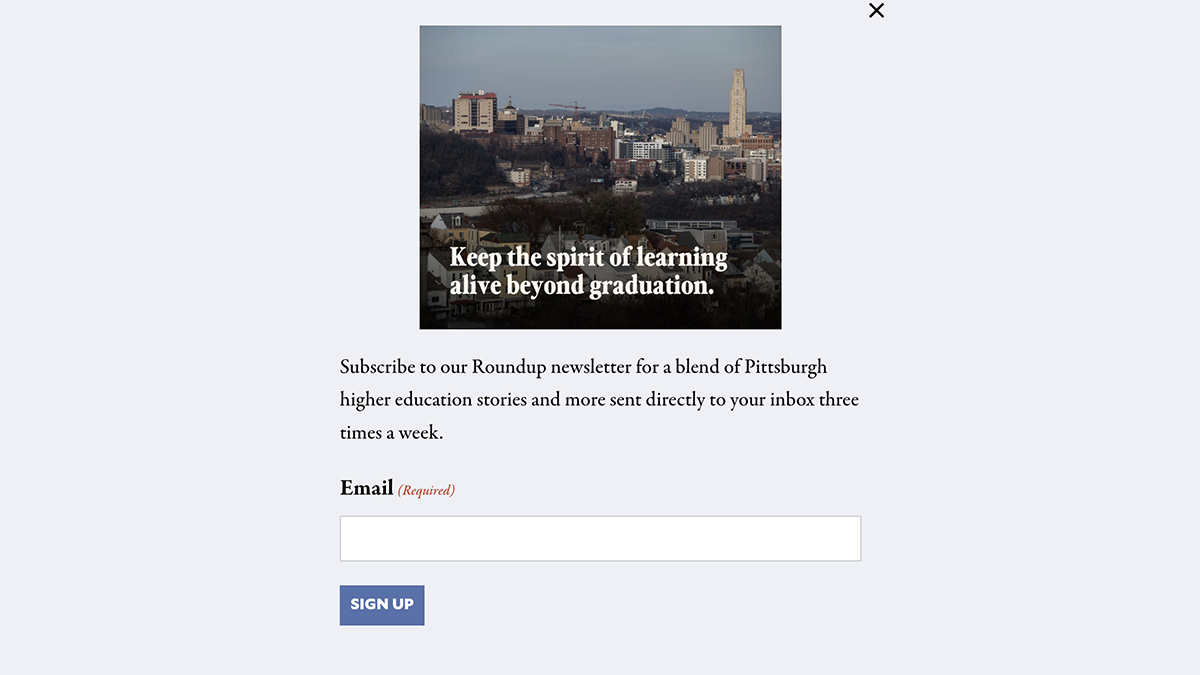 Keep the spirit of learning
alive beyond graduation.
Subscribe to our Roundup newsletter for a blend of Pittsburgh
higher education stories and more sent directly to your inbox three
times a week.
Email (Required)
SIGN UP